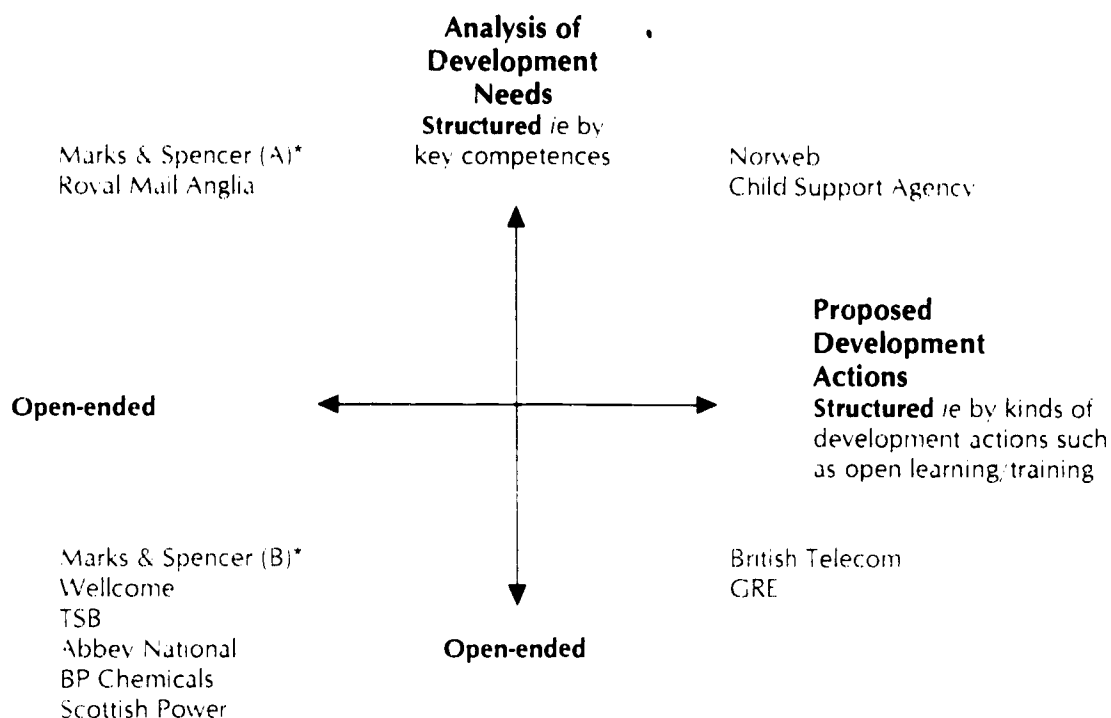 Analysis of
Development
Needs
Structured ie by
key competences
Marks & Spencer (A)*
Royal Mail Anglia
Norweb
Child Support Agency
Proposed
Development
Actions
Structured ie by kinds of
development actions such
as open learning/training
Open-ended
Marks & Spencer (B)*
Wellcome
TSB
Abbey National
BP Chemicals
Scottish Power
Open-ended
British Telecom
GRE